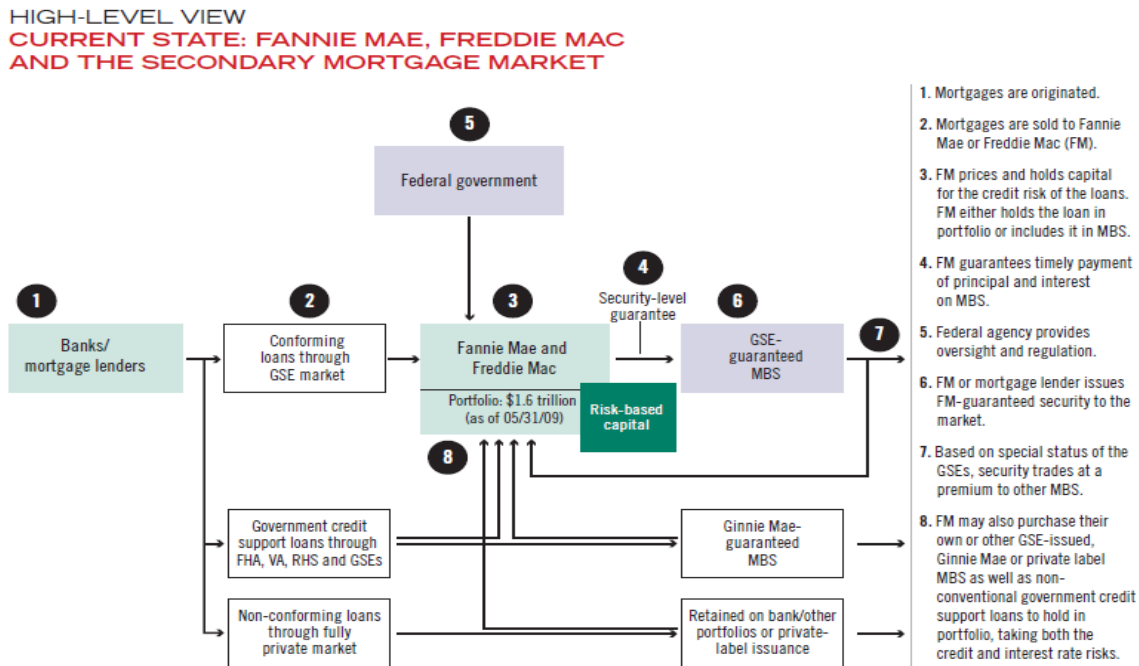 HIGH-LEVEL VIEW
CURRENT STATE: FANNIE MAE, FREDDIE MAC
AND THE SECONDARY MORTGAGE MARKET
5
Federal government
1
Banks/
mortgage lenders
2
Conforming
loans through
GSE market
3
Fannie Mae and
Freddie Mac
Portfolio: $1.6 trillion
(as of 05/31/09)
Risk-based
capital
4
Security-level
guarantee
6
GSE-
guaranteed
MBS
7
8
Government credit
support loans through
FHA, VA, RHS and GSEs
Ginnie Mae-
guaranteed
MBS
Non-conforming loans
through fully
private market
Retained on bank/other
portfolios or private-
label issuance
1. Mortgages are originated.
2. Mortgages are sold to Fannie
Mae or Freddie Mac (FM).
3. FM prices and holds capital
for the credit risk of the loans.
FM either holds the loan in
portfolio or includes it in MBS.
4. FM guarantees timely payment
of principal and interest
on MBS.
5. Federal agency provides
oversight and regulation.
6. FM or mortgage lender issues
FM-guaranteed security to the
market.
7. Based on special status of the
GSEs, security trades at a
premium to other MBS.
8. FM may also purchase their
own or other GSE-issued,
Ginnie Mae or private label
MBS as well as non-
conventional government credit
support loans to hold in
portfolio, taking both the
credit and interest rate risks.